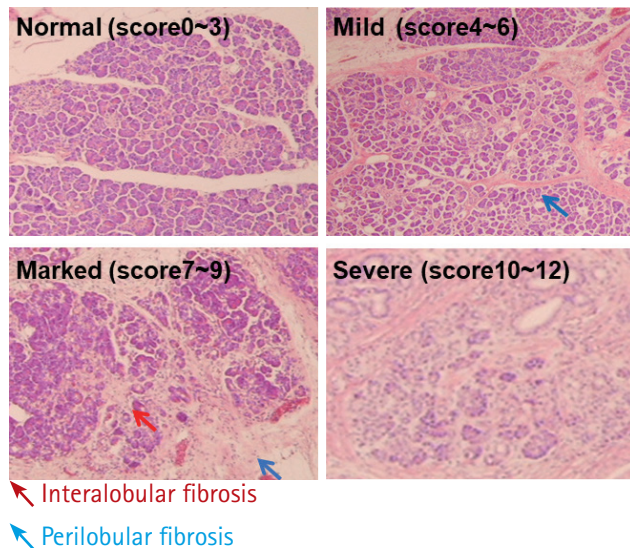 Normal (score0~3)
Mild (score4~6)
Marked (score7~9)
Severe (score10~12)
Interalobular fibrosis
Perilobular fibrosis